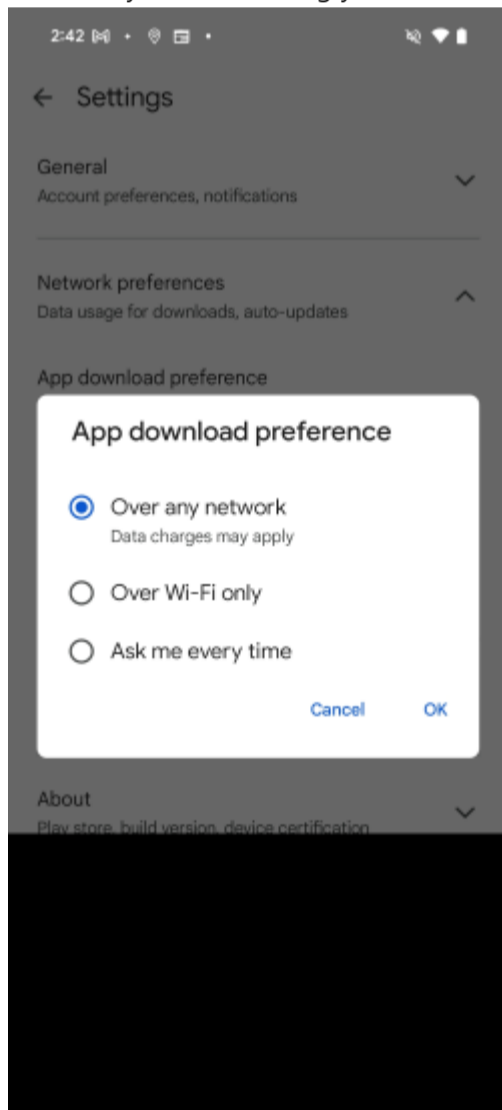 2:42
Settings
General
Account preferences, notifications
Network preferences
Data usage for downloads, auto-updates
App download preference
App download preference
Over any network
Data charges may apply
Over Wi-Fi only
Ask me every time
Cancel OK
About
Play store, build version, device certification